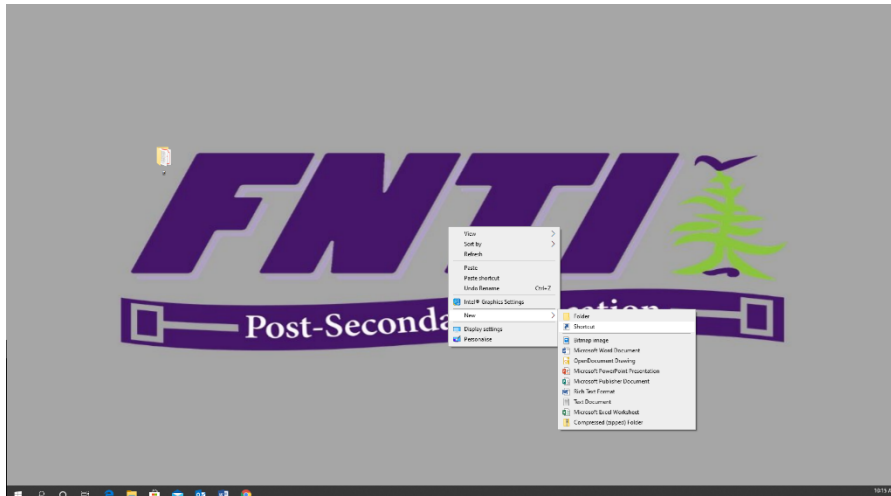 FNTI
Post-Seconda
View
Sort by
Refresh
Paste
Paste shortcut
Undo Rename Ctrl+Z
Intel® Graphics Settings
New
Display settings
Personalise
Folder
Shortcut
Bitmap image
Microsoft Word Document
OpenDocument Drawing
Microsoft PowerPoint Presentation
Microsoft Publisher Document
Rich Text Format
Text Document
Microsoft Excel Worksheet
Compressed (zipped) Folder